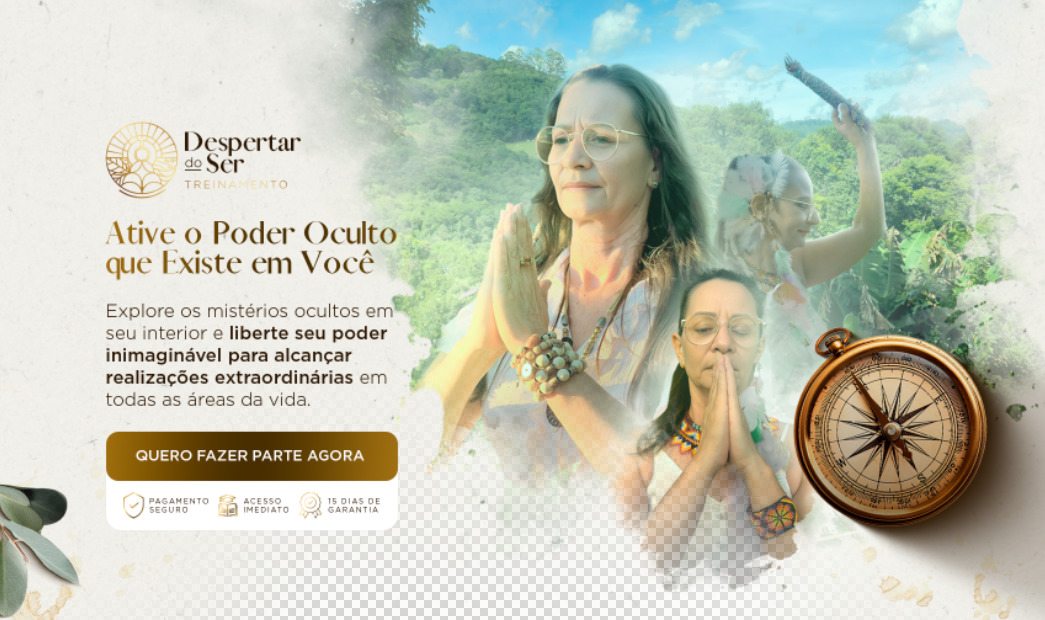 Despertar
do Ser
TREINAMENTO
Ative o Poder Oculto
que Existe em Você
Explore os mistérios ocultos em
seu interior e liberte seu poder
inimaginável para alcançar
realizações extraordinárias em
todas as áreas da vida.
QUERO FAZER PARTE AGORA
PAGAMENTO
SEGURO
ACESSO
IMEDIATO
15 DIAS DE
GARANTIA